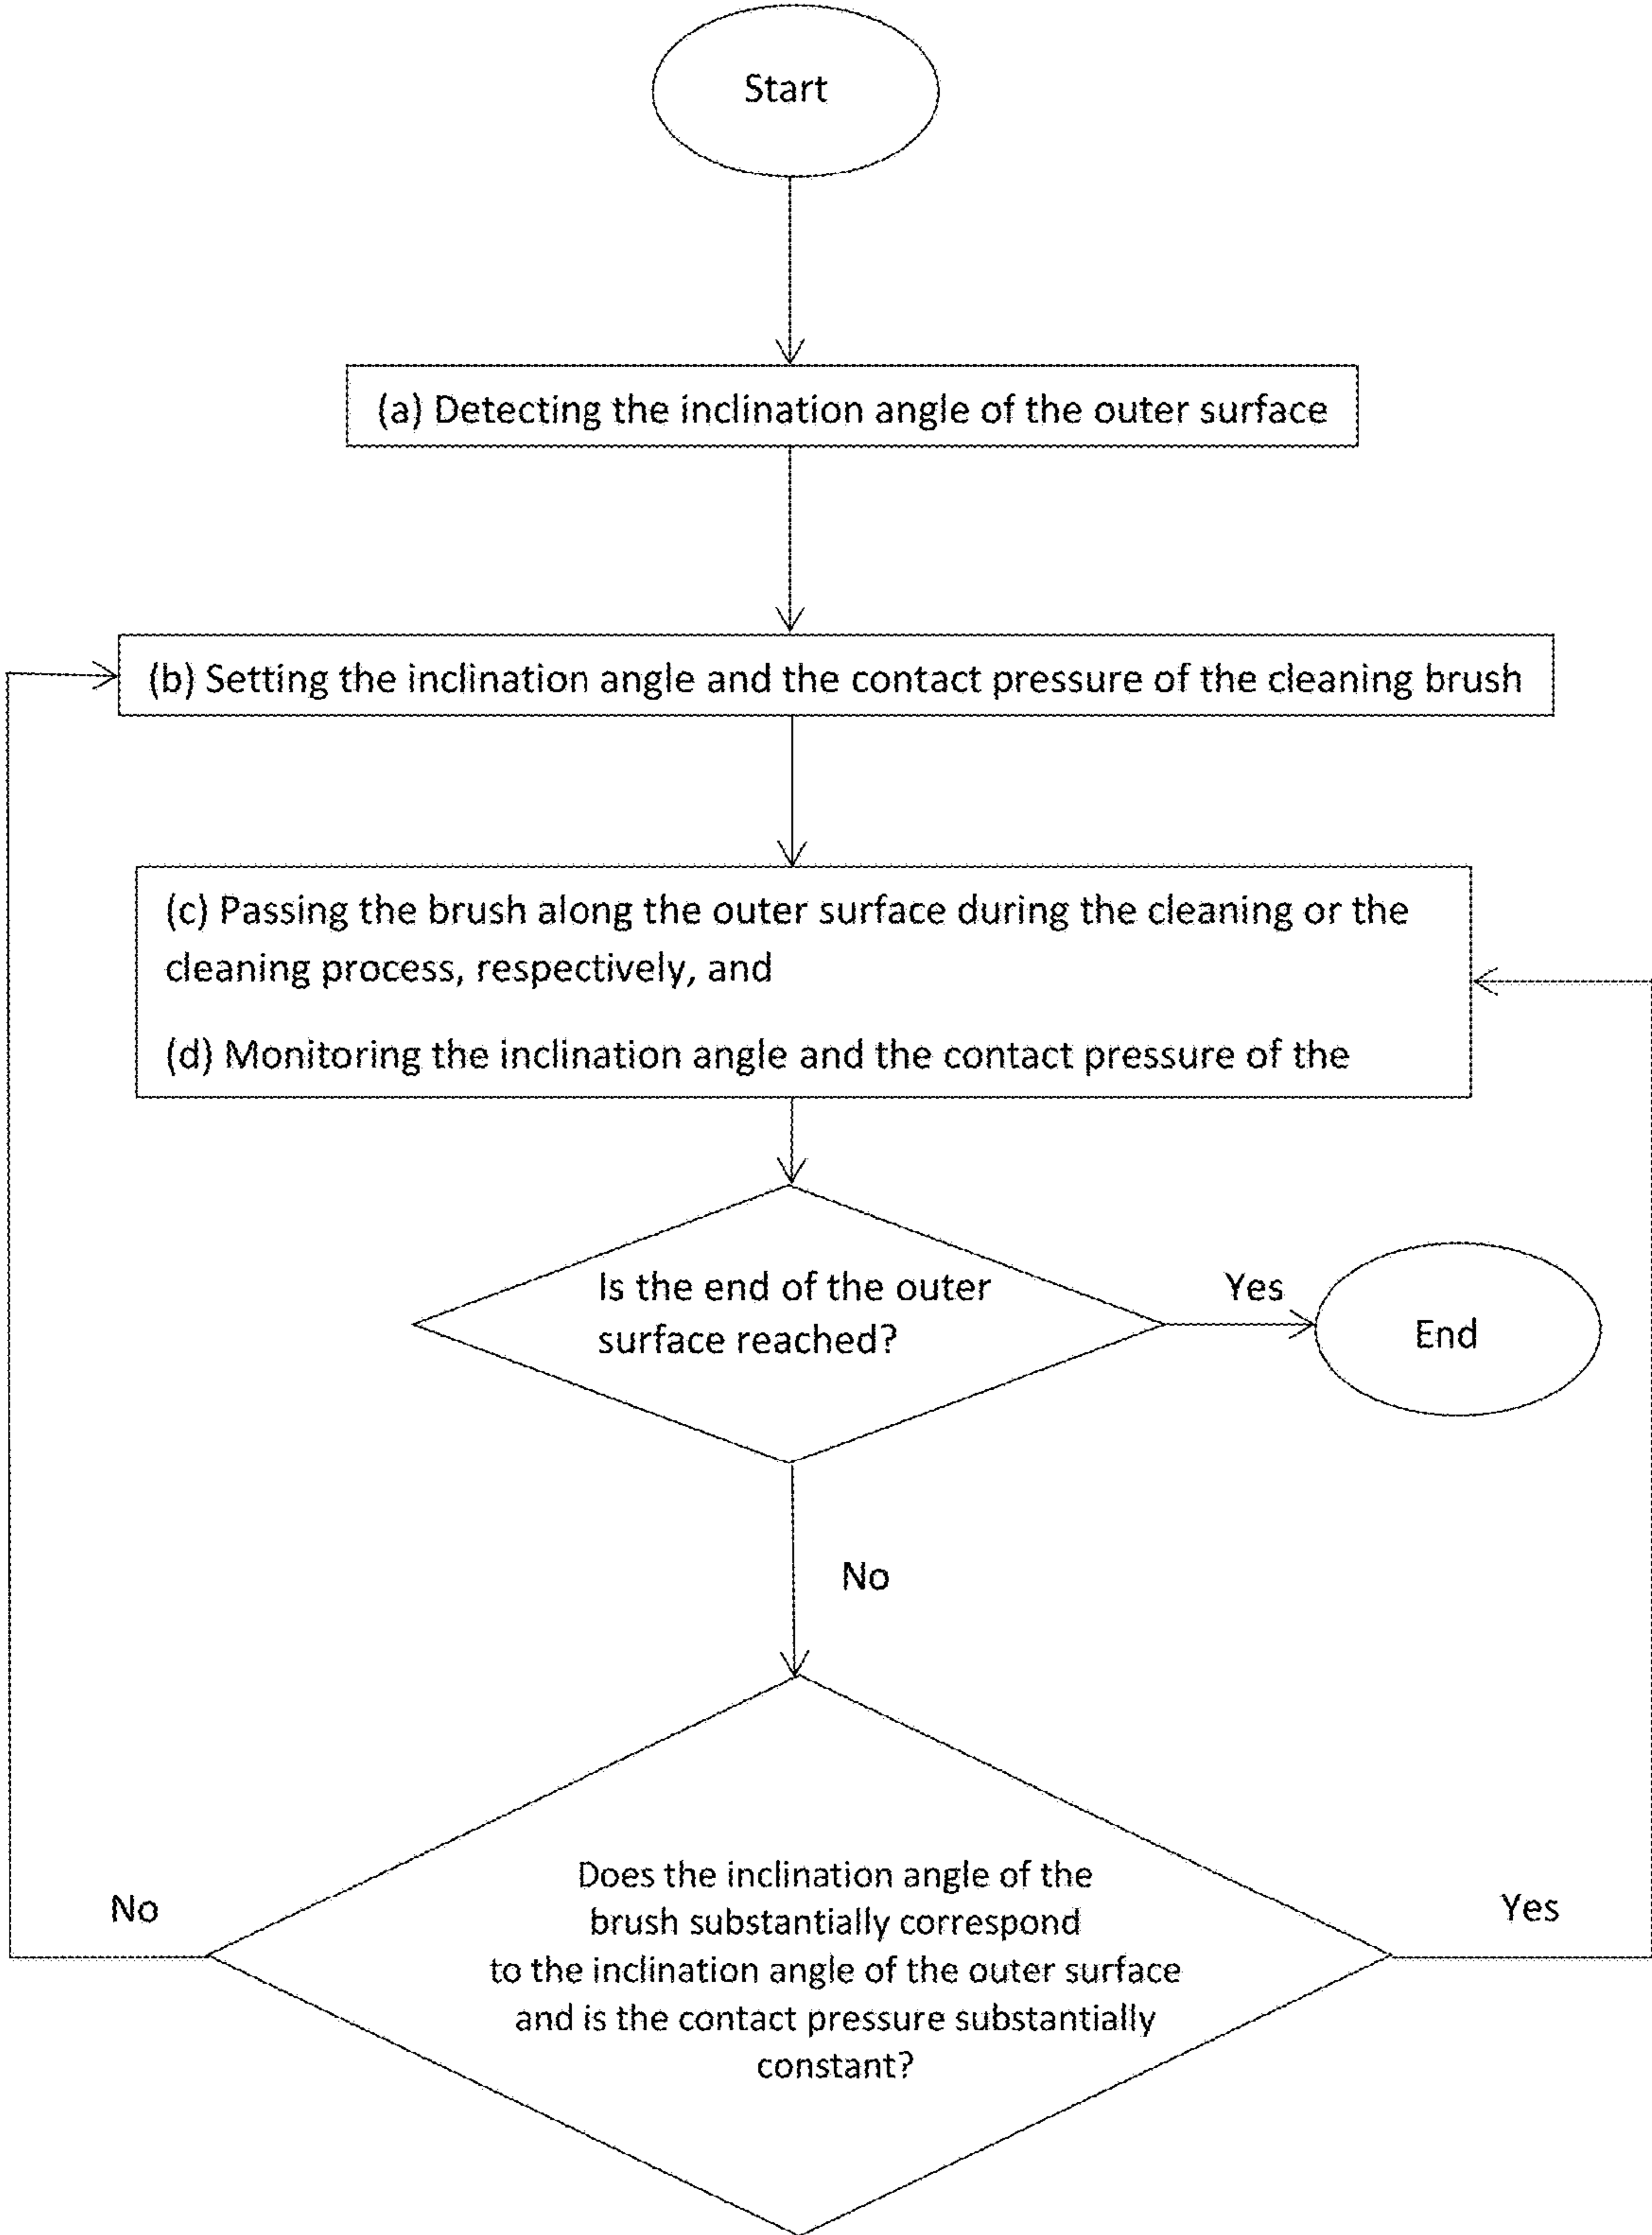 Start
(a) Detecting the inclination angle of the outer surface
(b) Setting the inclination angle and the contact pressure of the cleaning brush
(c) Passing the brush along the outer surface during the cleaning or the
cleaning process, respectively, and
(d) Monitoring the inclination angle and the contact pressure of the
Is the end of the outer
surface reached?
Yes
End
No
Does the inclination angle of the
brush substantially correspond
to the inclination angle of the outer surface
and is the contact pressure substantially
constant?
No
Yes